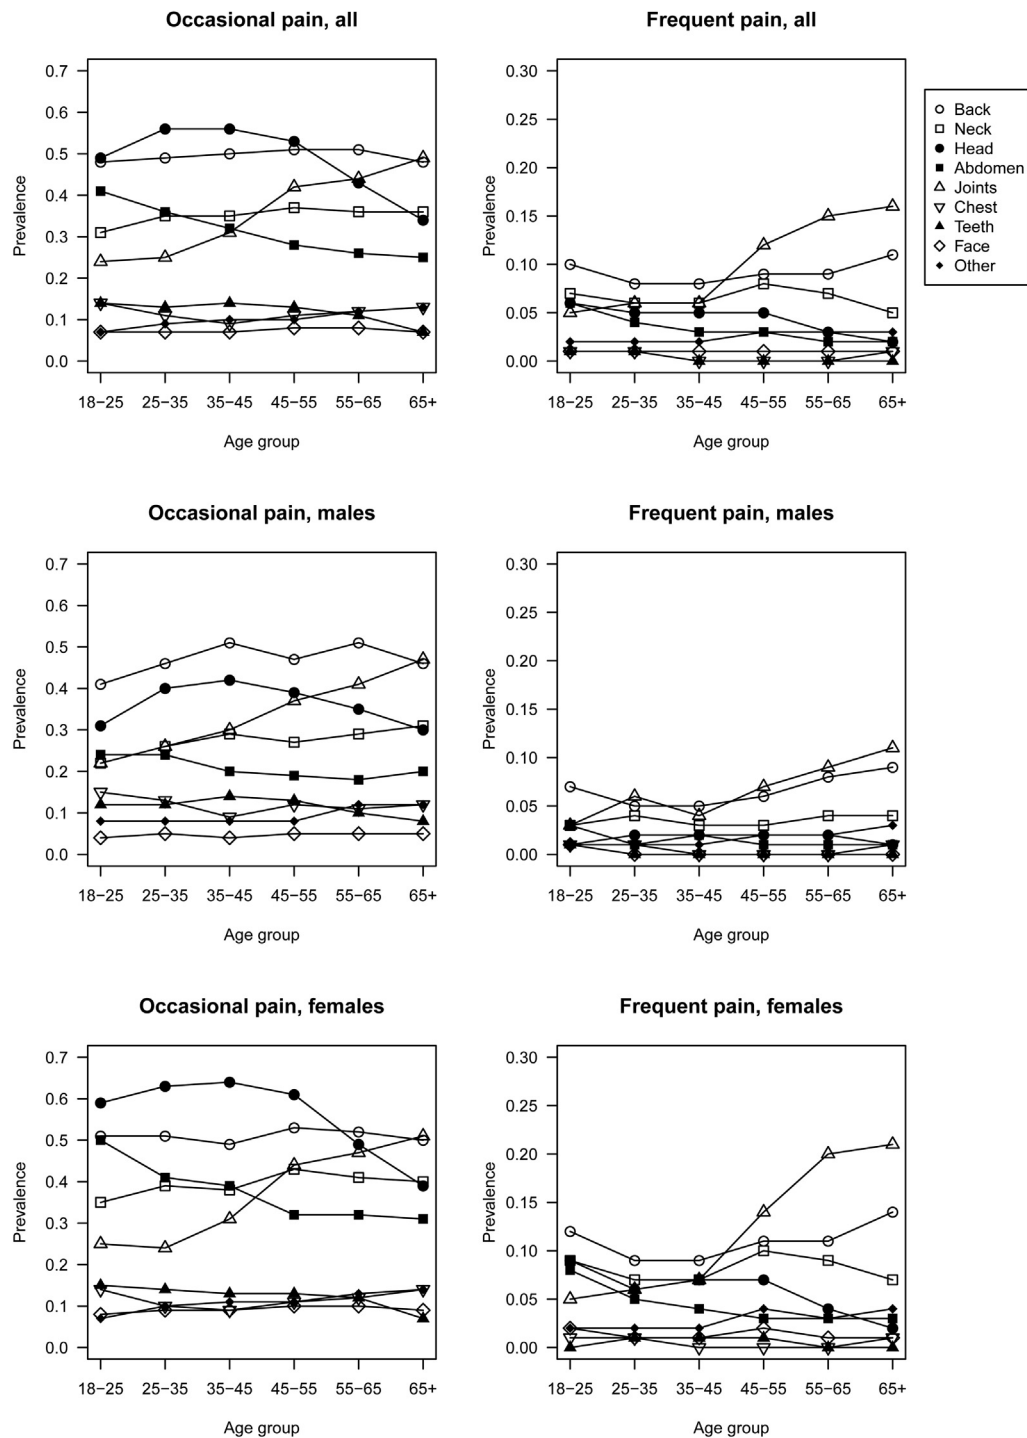 Occasional pain, all
Prevalence
0.7
0.6
0.5
0.4
0.3
0.2
0.1
0.0
18−25 25−35 35−45 45−55 55−65 65+
Age group
Frequent pain, all
Prevalence
0.30
0.25
0.20
0.15
0.10
0.05
0.00
18−25 25−35 35−45 45−55 55−65 65+
Age group
Back
Neck
Head
Abdomen
Joints
Chest
Teeth
Face
Other
Occasional pain, males
Prevalence
0.7
0.6
0.5
0.4
0.3
0.2
0.1
0.0
18−25 25−35 35−45 45−55 55−65 65+
Age group
Frequent pain, males
Prevalence
0.30
0.25
0.20
0.15
0.10
0.05
0.00
18−25 25−35 35−45 45−55 55−65 65+
Age group
Occasional pain, females
Prevalence
0.7
0.6
0.5
0.4
0.3
0.2
0.1
0.0
18−25 25−35 35−45 45−55 55−65 65+
Age group
Frequent pain, females
Prevalence
0.30
0.25
0.20
0.15
0.10
0.05
0.00
18−25 25−35 35−45 45−55 55−65 65+
Age group